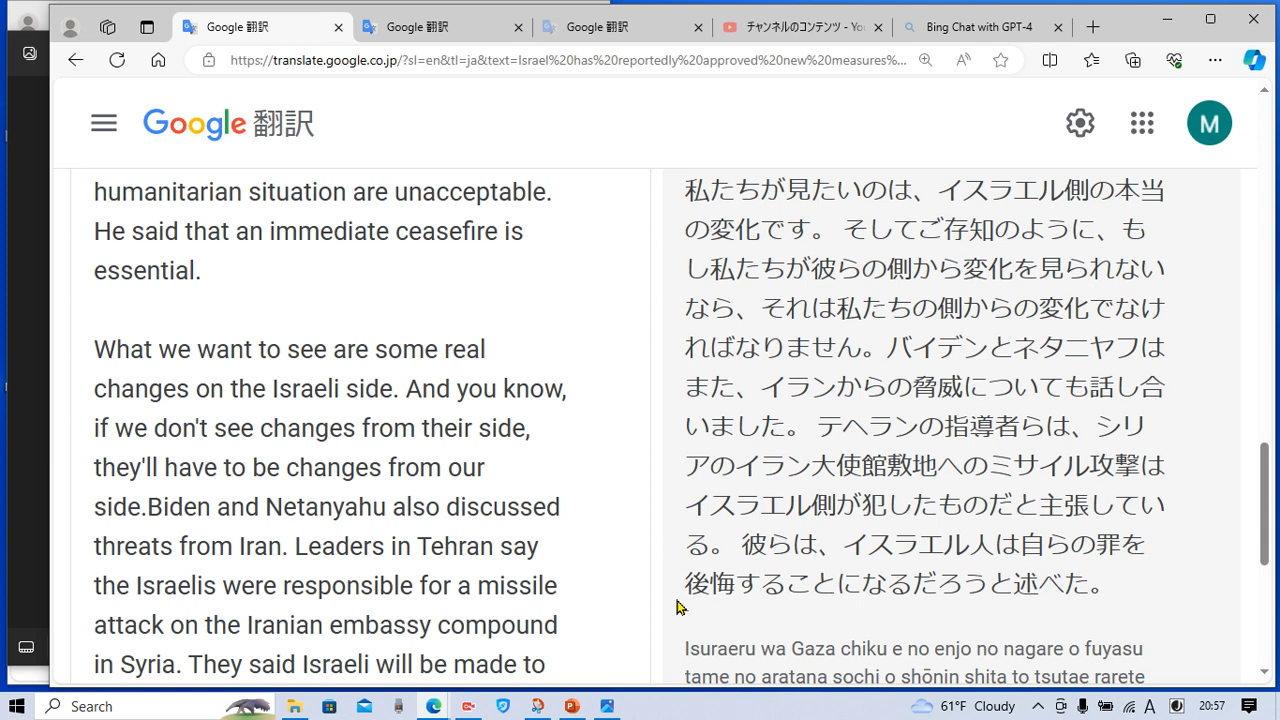 Google 翻訳
Google 翻訳
Google 翻訳
チャンネルのコンテンツ - Yo
Bing Chat with GPT-4
https://translate.google.co.jp/?sl=en&tl=ja&text=Israel%20has%20reportedly%20approved%20new%20measures%...
Google 翻訳
M
humanitarian situation are unacceptable.
He said that an immediate ceasefire is
essential.
What we want to see are some real
changes on the Israeli side. And you know,
if we don't see changes from their side,
they'll have to be changes from our
side.Biden and Netanyahu also discussed
threats from Iran. Leaders in Tehran say
the Israelis were responsible for a missile
attack on the Iranian embassy compound
in Syria. They said Israeli will be made to
私たちが見たいのは、イスラエル側の本当
の変化です。 そしてご存知のように、も
し私たちが彼らの側から変化を見られない
なら、それは私たちの側からの変化でなけ
ればなりません。バイデンとネタニヤフは
また、イランからの脅威についても話し合
いました。 テヘランの指導者らは、シリ
アのイラン大使館敷地へのミサイル攻撃は
イスラエル側が犯したものだと主張してい
る。 彼らは、イスラエル人は自らの罪を
後悔することになるだろうと述べた。
Isuraeru wa Gaza chiku e no enjo no nagare o fuyasu
tame no aratana sochi o shōnin shita to tsutae rarete
Search
61°F Cloudy
A
20:57